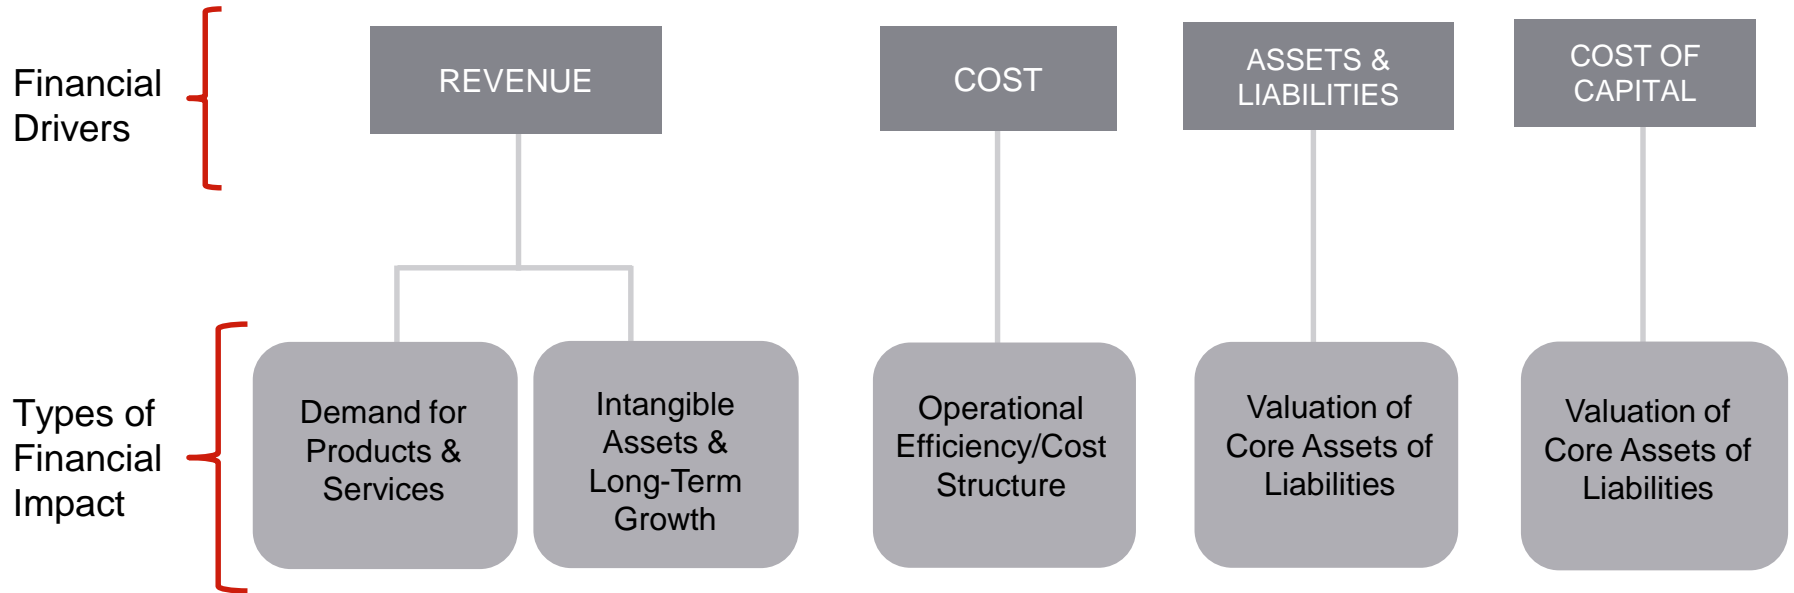 Financial
Drivers
REVENUE
COST
ASSETS &
LIABILITIES
COST OF
CAPITAL
Types of
Financial
Impact
Demand for
Products &
Services
Intangible
Assets &
Long-Term
Growth
Operational
Efficiency/Cost
Structure
Valuation of
Core Assets of
Liabilities
Valuation of
Core Assets of
Liabilities